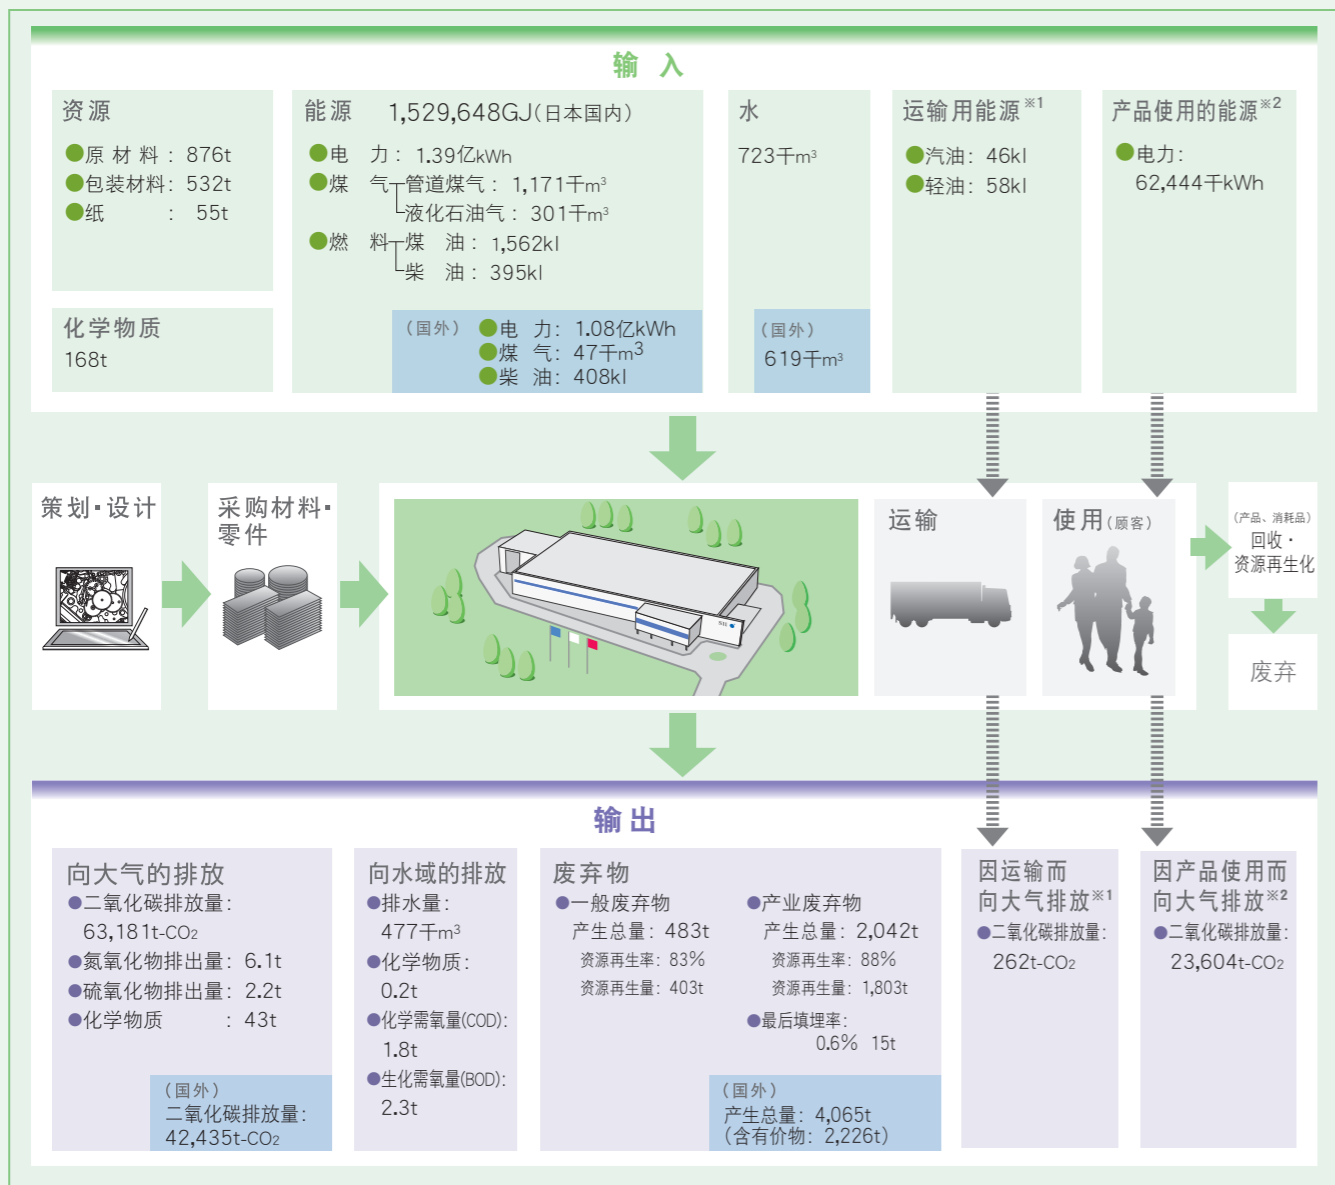 输入
资源
●原材料：876t
●包装材料：532t
●纸：55t
化学物质
168t
能源 1,529,648GJ(日本国内)
●电力：1.39亿kWh
●煤气 管道煤气：1,171千m³
液化石油气：301千m³
●燃料 煤油：1,562kl
柴油：395kl
（国外）●电力：1.08亿kWh
●煤气：47千m³
●柴油：408kl
水
723千m³
（国外）
619千m³
运输用能源※1
●汽油：46kl
●轻油：58kl
产品使用的能源※2
●电力：
62,444千kWh
策划·设计
采购材料·
零件
SII
运输
使用(顾客)
(产品、消耗品)
回收·
资源再生化
废弃
输出
向大气的排放
●二氧化碳排放量：
63,181t-CO₂
●氮氧化物排出量：6.1t
●硫氧化物排出量：2.2t
●化学物质：43t
（国外）
二氧化碳排放量：
42,435t-CO₂
向水域的排放
●排水量：
477千m³
●化学物质：
0.2t
●化学需氧量(COD)：
1.8t
●生化需氧量(BOD)：
2.3t
废弃物
●一般废弃物
产生总量：483t
资源再生率：83%
资源再生量：403t
●产业废弃物
产生总量：2,042t
资源再生率：88%
资源再生量：1,803t
●最后填埋率：
0.6% 15t
（国外）
产生总量：4,065t
（含有价物：2,226t）
因运输而
向大气排放※1
●二氧化碳排放量：
262t-CO₂
因产品使用而
向大气排放※2
●二氧化碳排放量：
23,604t-CO₂